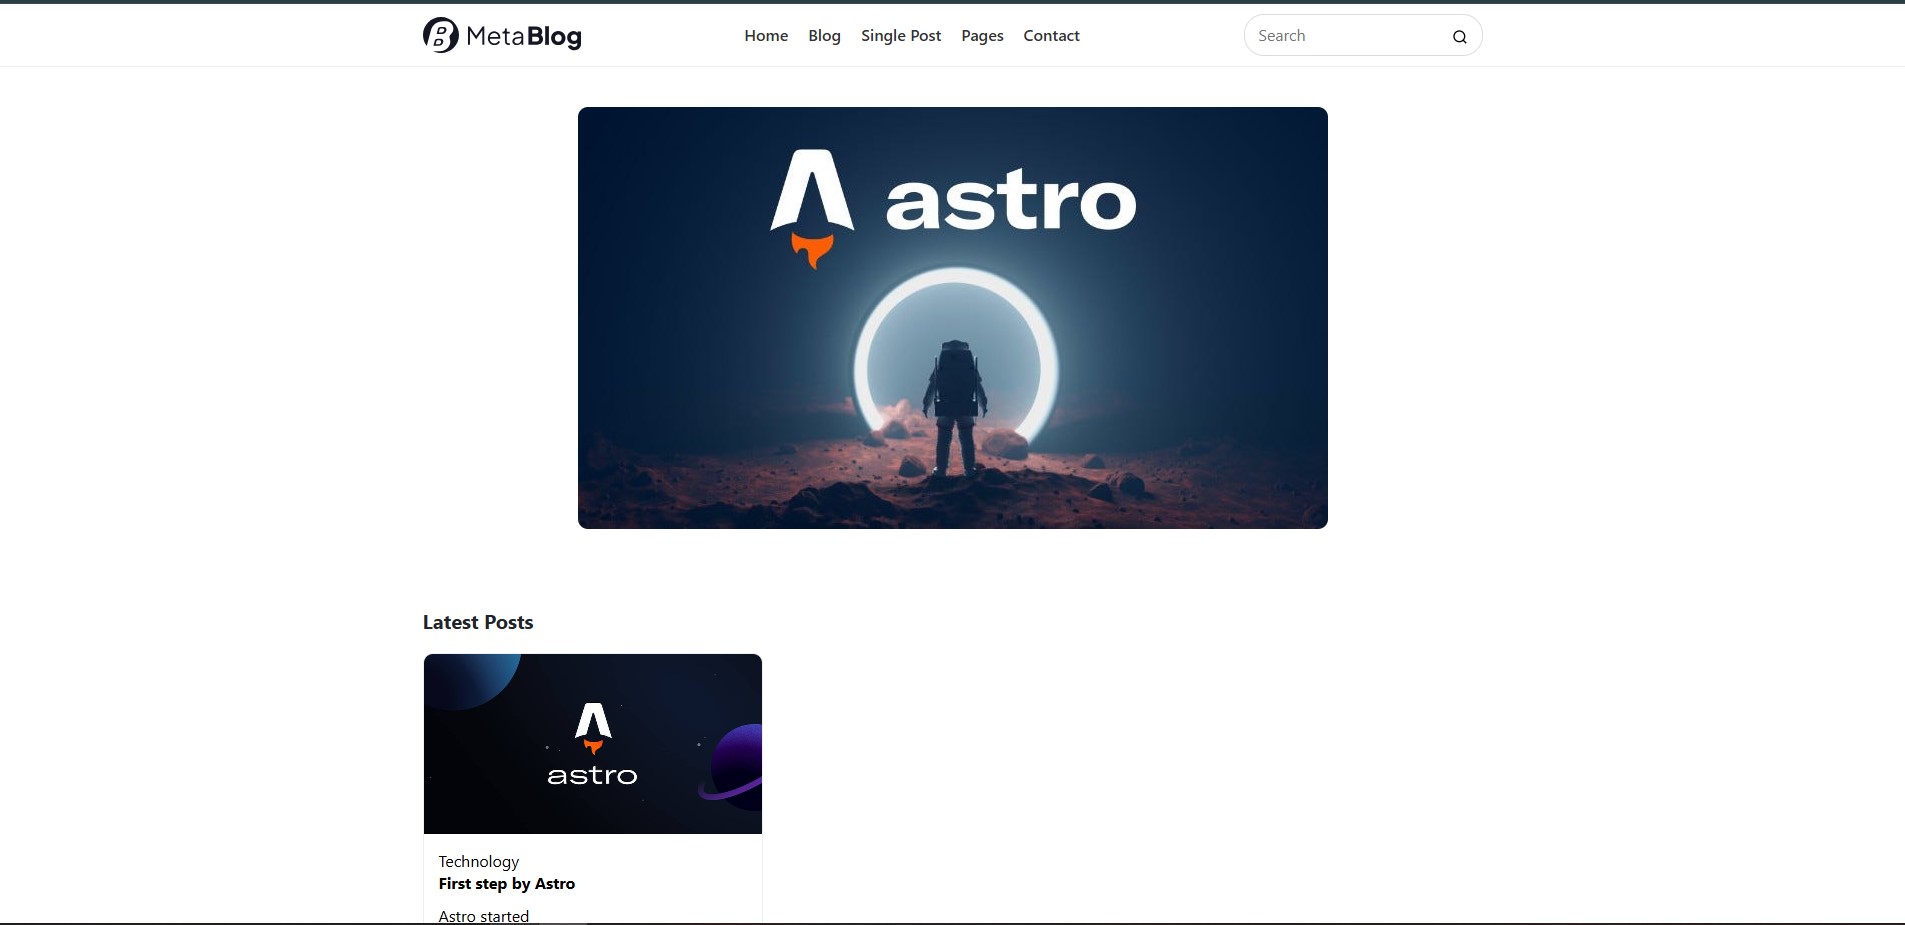 MetaBlog
Home Blog Single Post Pages Contact
Search
astro
Latest Posts
astro
Technology
First step by Astro
Astro started